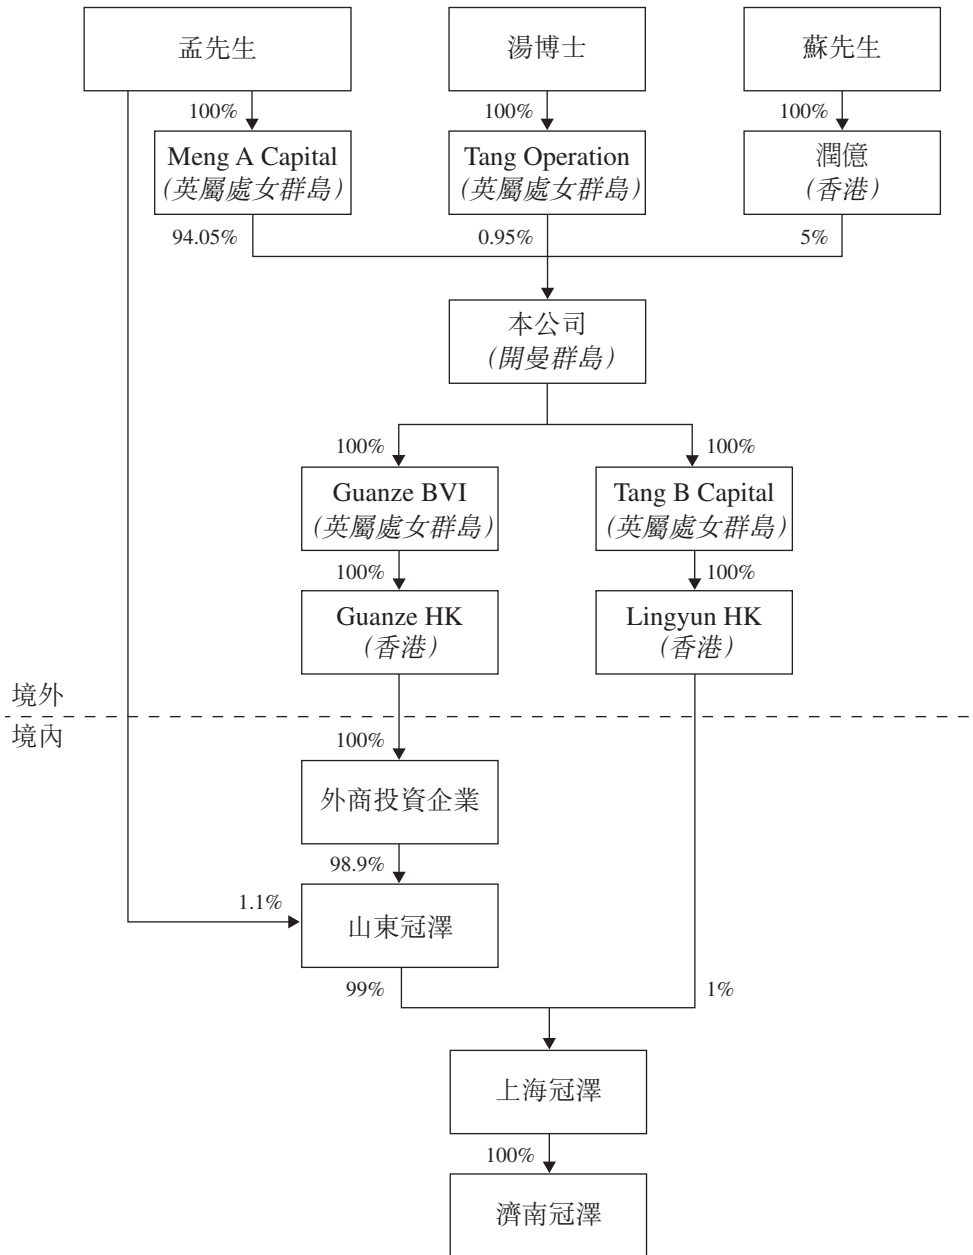 孟先生
湯博士
蘇先生
100%
100%
100%
Meng A Capital
(英屬處女群島)
Tang Operation
(英屬處女群島)
潤億
(香港)
94.05%
0.95%
5%
本公司
(開曼群島)
100%
100%
Guanze BVI
(英屬處女群島)
Tang B Capital
(英屬處女群島)
100%
100%
Guanze HK
(香港)
Lingyun HK
(香港)
境外
境內
100%
外商投資企業
98.9%
1.1%
山東冠澤
99%
1%
上海冠澤
100%
濟南冠澤